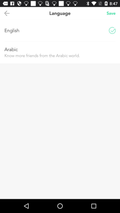 8:47
Language
Save
English
Arabic
Know more friends from the Arabic world.